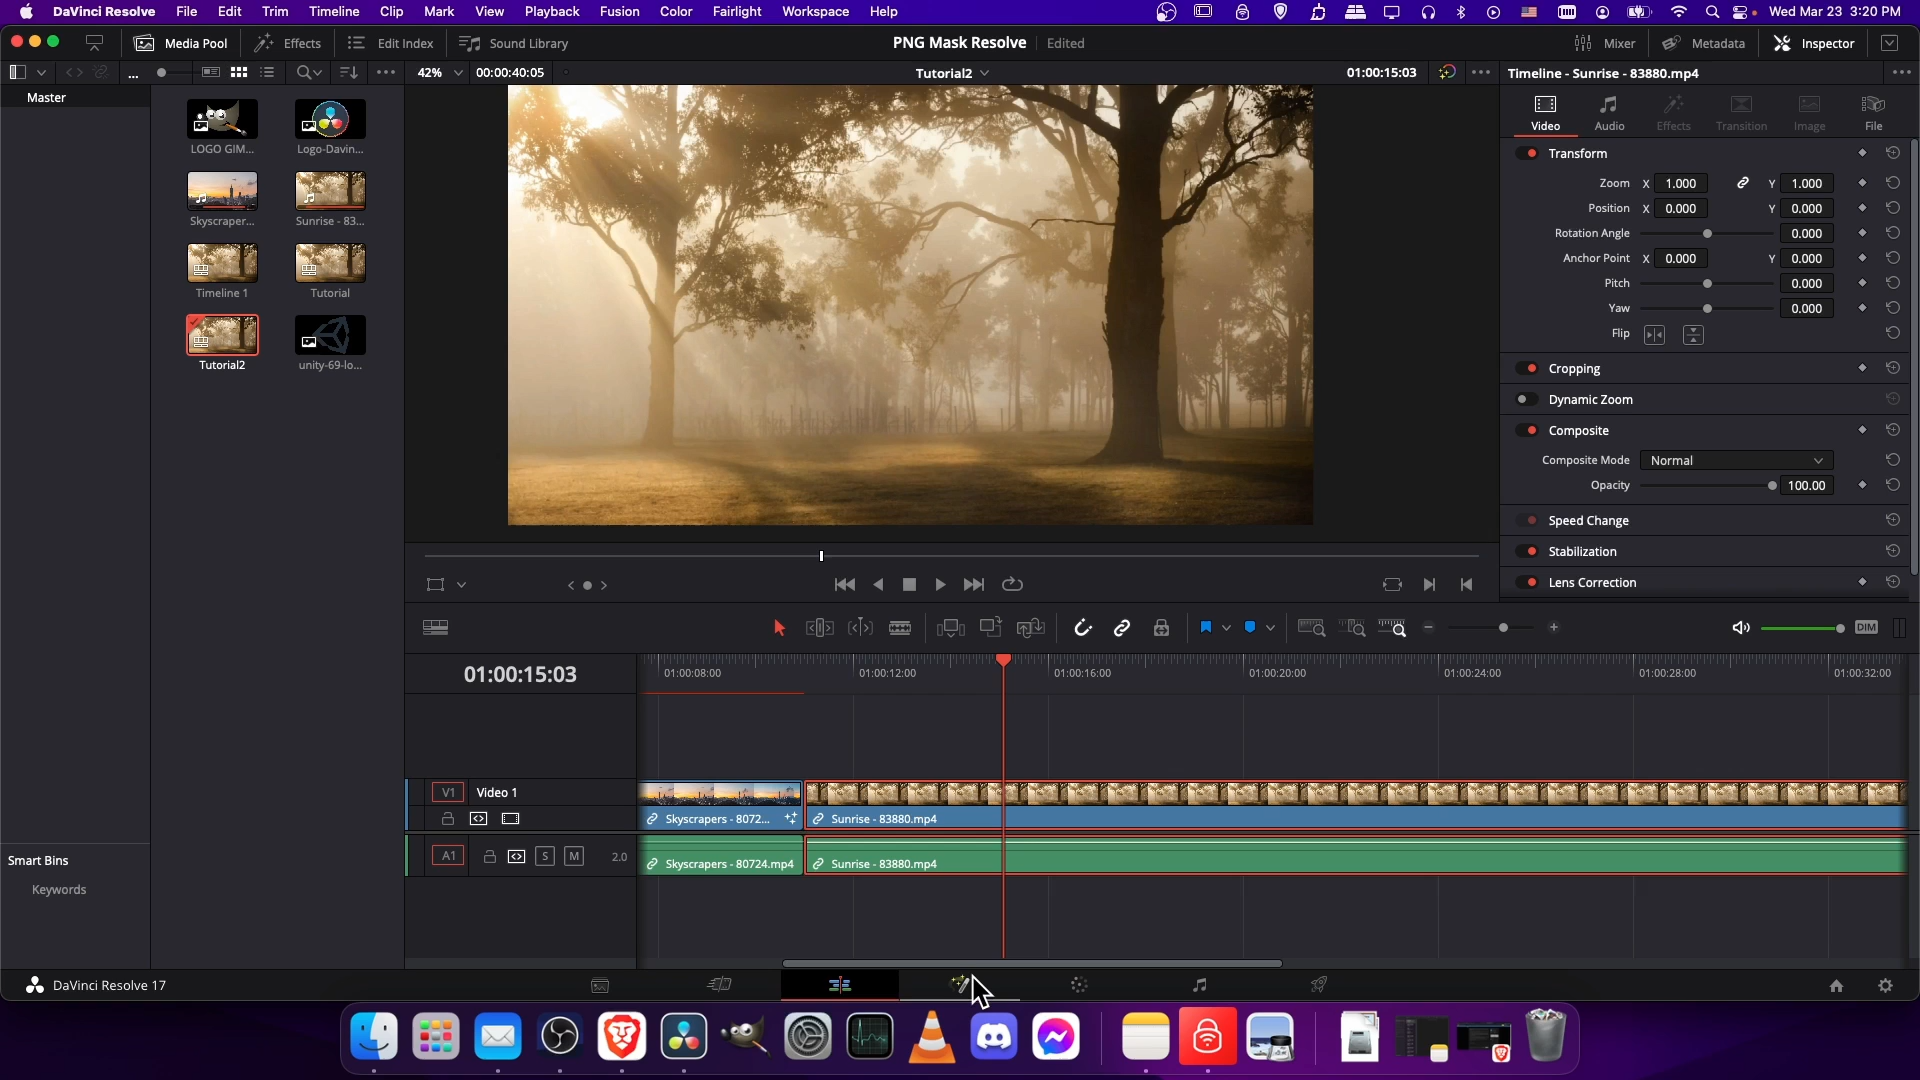 DaVinci Resolve File Edit Trim Timeline Clip Mark View Playback Fusion Color Fairlight Workspace Help Wed Mar 23 3:20 PM
Media Pool Effects Edit Index Sound Library PNG Mask Resolve Edited Mixer Metadata Inspector
42% 00:00:40:05 Tutorial2 01:00:15:03 Timeline - Sunrise - 83880.mp4
Master
LOGO GIM... Logo-Davin...
Skyscraper... Sunrise - 83...
Timeline 1 Tutorial
Tutorial2 unity-69-lo...
Smart Bins
Keywords
Video Audio Effects Transition Image File
Transform
Zoom X 1.000 Y 1.000
Position X 0.000 Y 0.000
Rotation Angle 0.000
Anchor Point X 0.000 Y 0.000
Pitch 0.000
Yaw 0.000
Flip
Cropping
Dynamic Zoom
Composite
Composite Mode Normal
Opacity 100.00
Speed Change
Stabilization
Lens Correction
DIM
01:00:15:03 01:00:08:00 01:00:12:00 01:00:16:00 01:00:20:00 01:00:24:00 01:00:28:00 01:00:32:00
V1 Video 1
Skyscrapers - 8072... Sunrise - 83880.mp4
A1 S M 2.0
Skyscrapers - 80724.mp4 Sunrise - 83880.mp4
DaVinci Resolve 17